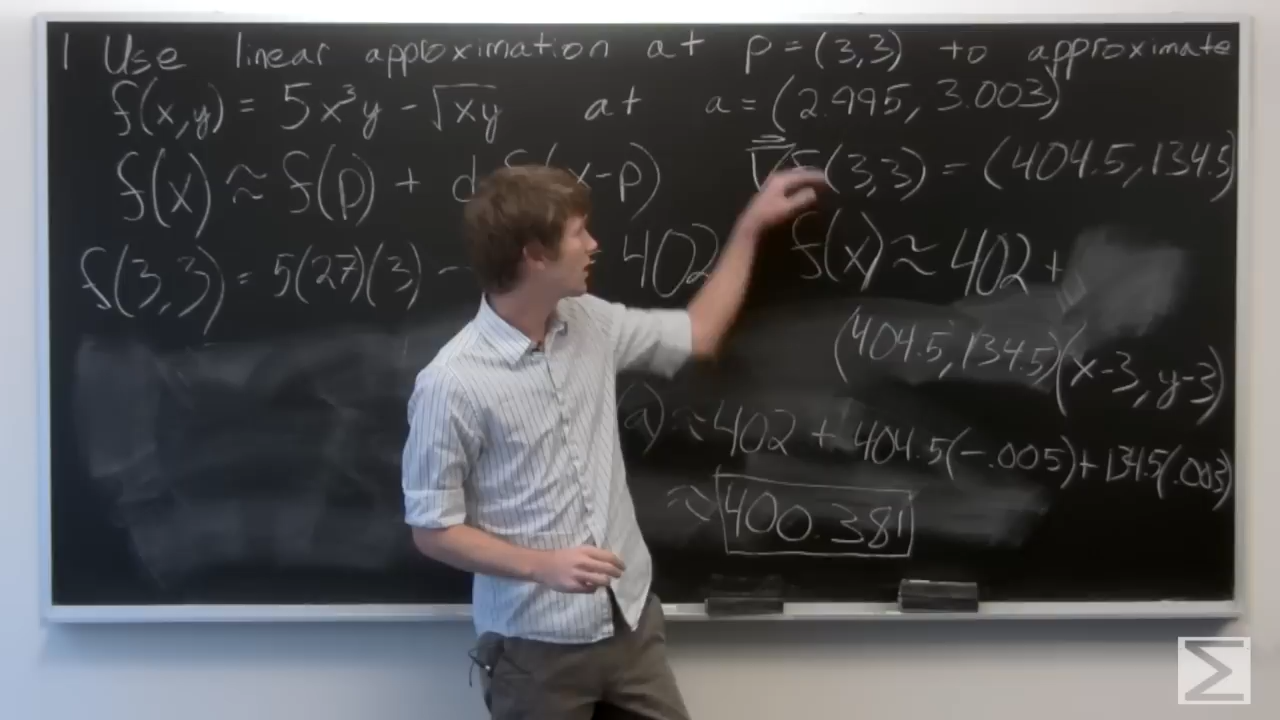 1 Use linear approximation at p = (3,3) to approximate
f(x,y) = 5x³y - √xy at a = (2.995, 3.003)
f(x) ≈ f(p) + d f(x-p)
f(3,3) = 5(27)(3) - 402
∇f(3,3) = (404.5, 134.5)
f(x) ≈ 402 +
(404.5, 134.5)(x-3, y-3)
a) ≈ 402 + 404.5(-.005) + 134.5(.003)
≈ 400.381
Σ